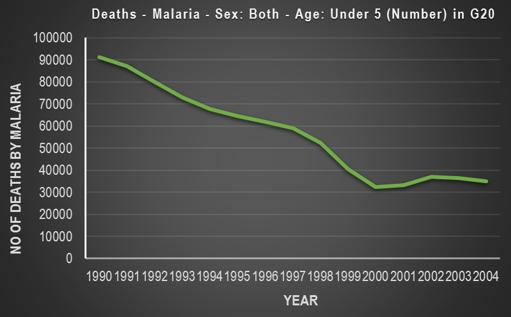 Deaths - Malaria - Sex: Both - Age: Under 5 (Number) in G20
100000
90000
80000
70000
60000
50000
40000
30000
20000
10000
0
NO OF DEATHS BY MALARIA
1990 1991 1992 1993 1994 1995 1996 1997 1998 1999 2000 2001 2002 2003 2004
YEAR